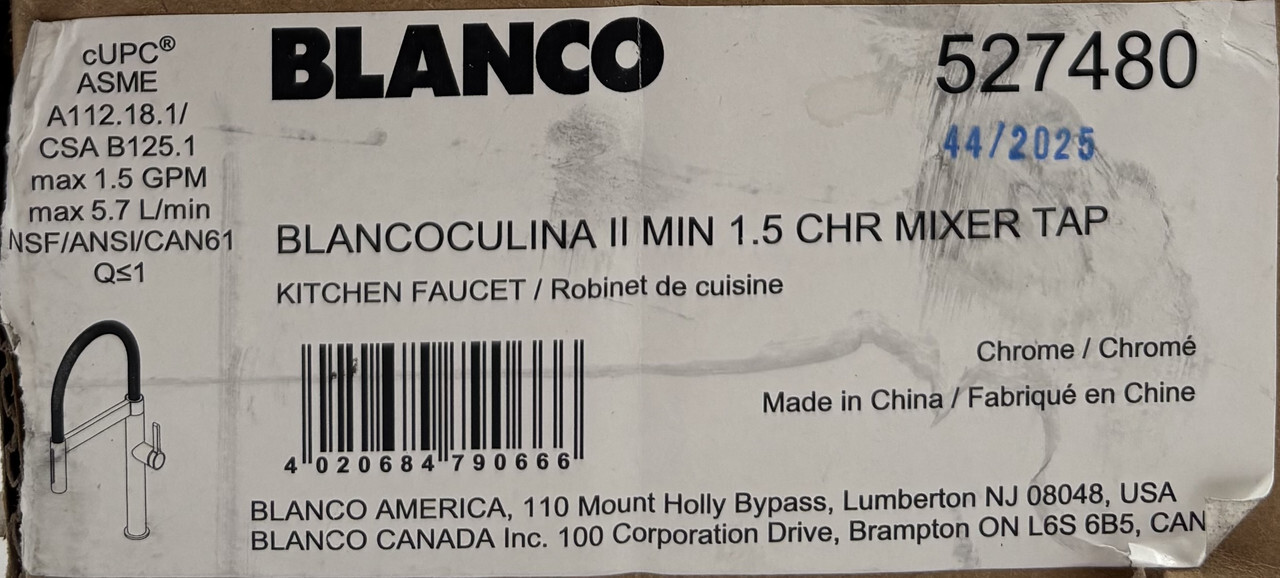 cUPC®
ASME
A112.18.1/
CSA B125.1
max 1.5 GPM
max 5.7 L/min
NSF/ANSI/CAN61
Q≤1
BLANCO
527480
44/2025
BLANCOCULINA II MIN 1.5 CHR MIXER TAP
KITCHEN FAUCET / Robinet de cuisine
Chrome / Chromé
Made in China / Fabriqué en Chine
4 020684 790666
BLANCO AMERICA, 110 Mount Holly Bypass, Lumberton NJ 08048, USA
BLANCO CANADA Inc. 100 Corporation Drive, Brampton ON L6S 6B5, CAN